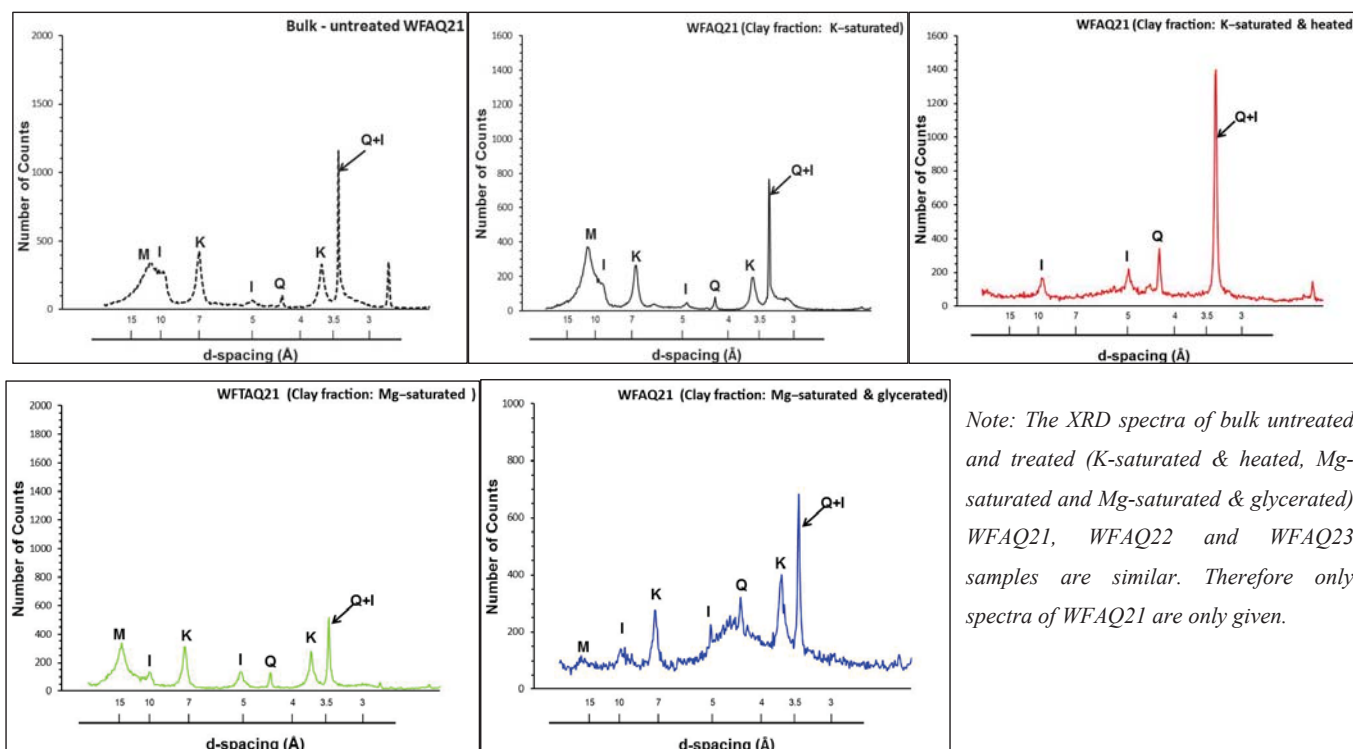 Bulk - untreated WFAQ21
2000
1500
1000
500
0
Number of Counts
M
I
K
I
Q
K
Q+I
15 10 7 5 4 3.5 3
d-spacing (Å)
WFAQ21 (Clay fraction: K–saturated)
1600
1400
1200
1000
800
600
400
200
0
Number of Counts
M
I
K
I
Q
K
Q+I
15 10 7 5 4 3.5 3
d-spacing (Å)
WFAQ21 (Clay fraction: K-saturated & heated
1600
1400
1200
1000
800
600
400
200
0
Number of Counts
I
I
Q
Q+I
15 10 7 5 4 3.5 3
d-spacing (Å)
WFTAQ21 (Clay fraction: Mg–saturated )
2000
1800
1600
1400
1200
1000
800
600
400
200
0
Number of Counts
M
I
K
I
Q
K
Q+I
15 10 7 5 4 3.5 3
d-spacing (Å)
WFAQ21 (Clay fraction: Mg–saturated & glycerated)
1000
800
600
400
200
0
Number of Counts
M
I
K
I
Q
K
Q+I
15 10 7 5 4 3.5 3
d-spacing (Å)
Note: The XRD spectra of bulk untreated
and treated (K-saturated & heated, Mg-
saturated and Mg-saturated & glycerated)
WFAQ21, WFAQ22 and WFAQ23
samples are similar. Therefore only
spectra of WFAQ21 are only given.